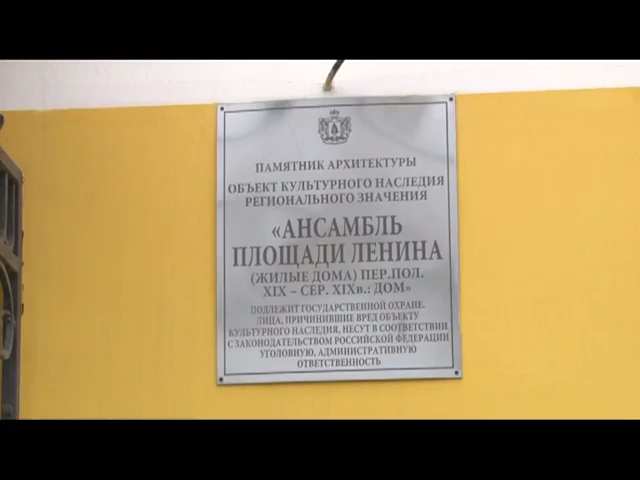 ПАМЯТНИК АРХИТЕКТУРЫ
ОБЪЕКТ КУЛЬТУРНОГО НАСЛЕДИЯ
РЕГИОНАЛЬНОГО ЗНАЧЕНИЯ
«АНСАМБЛЬ
ПЛОЩАДИ ЛЕНИНА
(ЖИЛЫЕ ДОМА) ПЕР.ПОЛ.
XIX – СЕР. XIXв.: ДОМ»
ПОДЛЕЖИТ ГОСУДАРСТВЕННОЙ ОХРАНЕ.
ЛИЦА, ПРИЧИНИВШИЕ ВРЕД ОБЪЕКТУ
КУЛЬТУРНОГО НАСЛЕДИЯ, НЕСУТ В СООТВЕТСТВИИ
С ЗАКОНОДАТЕЛЬСТВОМ РОССИЙСКОЙ ФЕДЕРАЦИИ
УГОЛОВНУЮ, АДМИНИСТРАТИВНУЮ
ОТВЕТСТВЕННОСТЬ